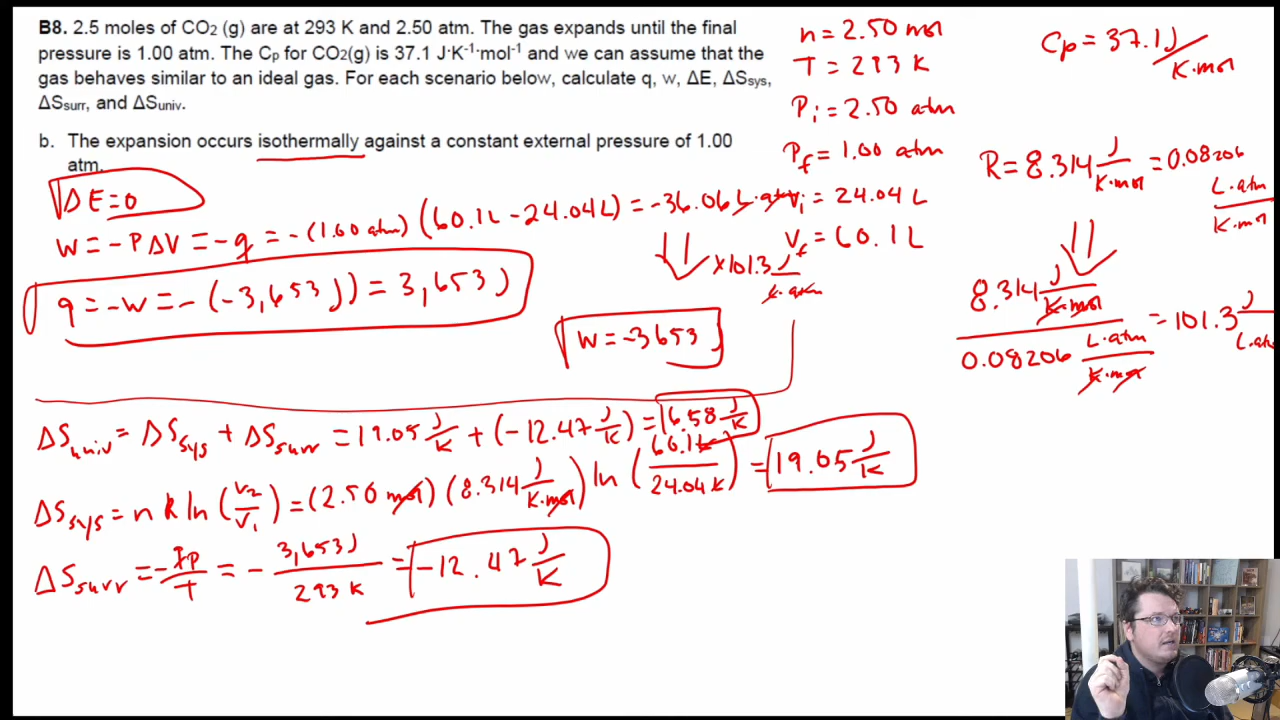 B8. 2.5 moles of CO2 (g) are at 293 K and 2.50 atm. The gas expands until the final
pressure is 1.00 atm. The Cp for CO2(g) is 37.1 J·K-1·mol-1 and we can assume that the
gas behaves similar to an ideal gas. For each scenario below, calculate q, w, ΔE, ΔSsys,
ΔSsurr, and ΔSuniv.
b. The expansion occurs isothermally against a constant external pressure of 1.00
atm.
n = 2.50 mol
T = 293 K
Pi = 2.50 atm
Pf = 1.00 atm
Vi = 24.04 L
Vf = 60.1 L
Cp = 37.1 J/K·mol
R = 8.314 J/K·mol = 0.08206 L·atm/K·mol
8.314 J/K·mol
0.08206 L·atm/K·mol
= 101.3 J/L·at
ΔE = 0
w = -PΔV = -q = -(1.00 atm)(60.1L - 24.04L) = -36.06 L·atm
×101.3 J/L·atm
q = -w = -(-3,653 J) = 3,653 J
w = -3653 J
ΔSuniv = ΔSsys + ΔSsurr = 19.05 J/K + (-12.47 J/K) = 6.58 J/K
ΔSsys = nR ln(V2/V1) = (2.50 mol)(8.314 J/K·mol) ln(60.1L/24.04L) = 19.05 J/K
ΔSsurr = -qp/T = - 3,653J/293 K = -12.47 J/K